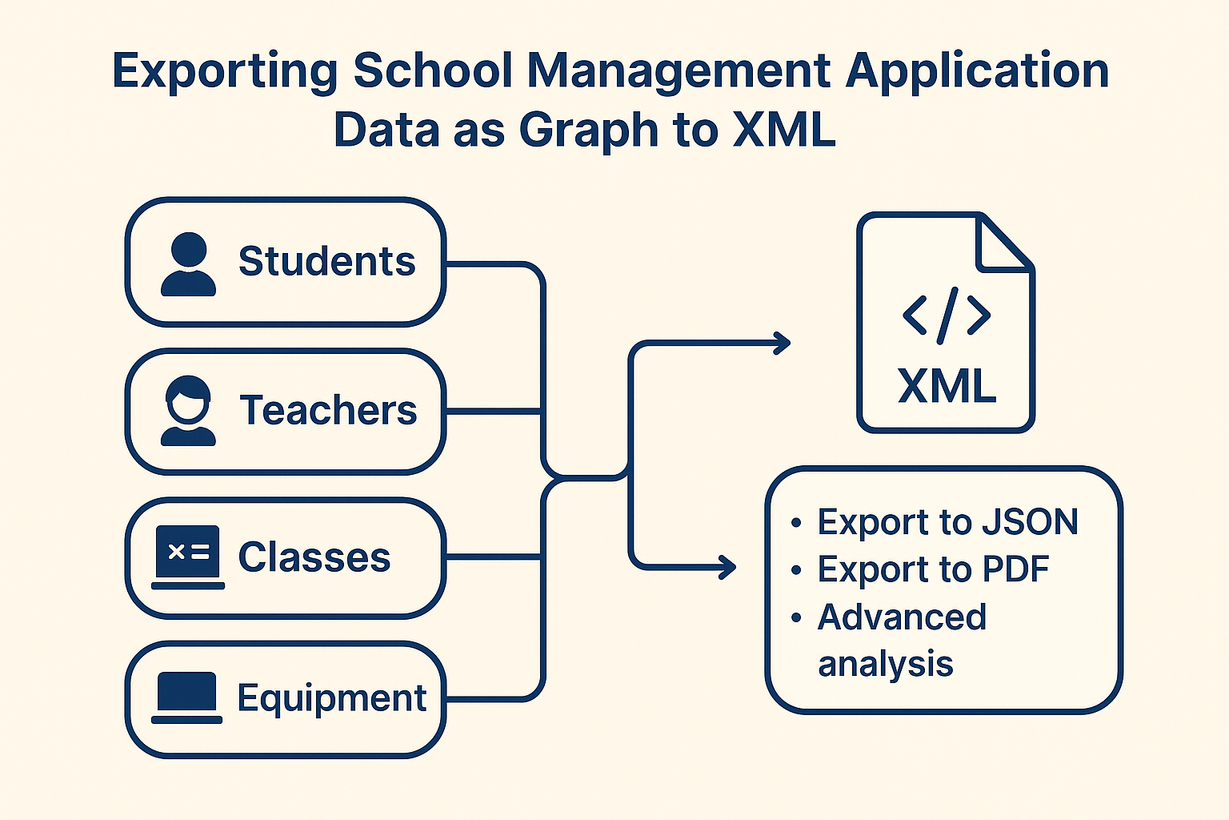 Exporting School Management Application
Data as Graph to XML
Students
Teachers
Classes
Equipment
</>
XML
• Export to JSON
• Export to PDF
• Advanced
analysis